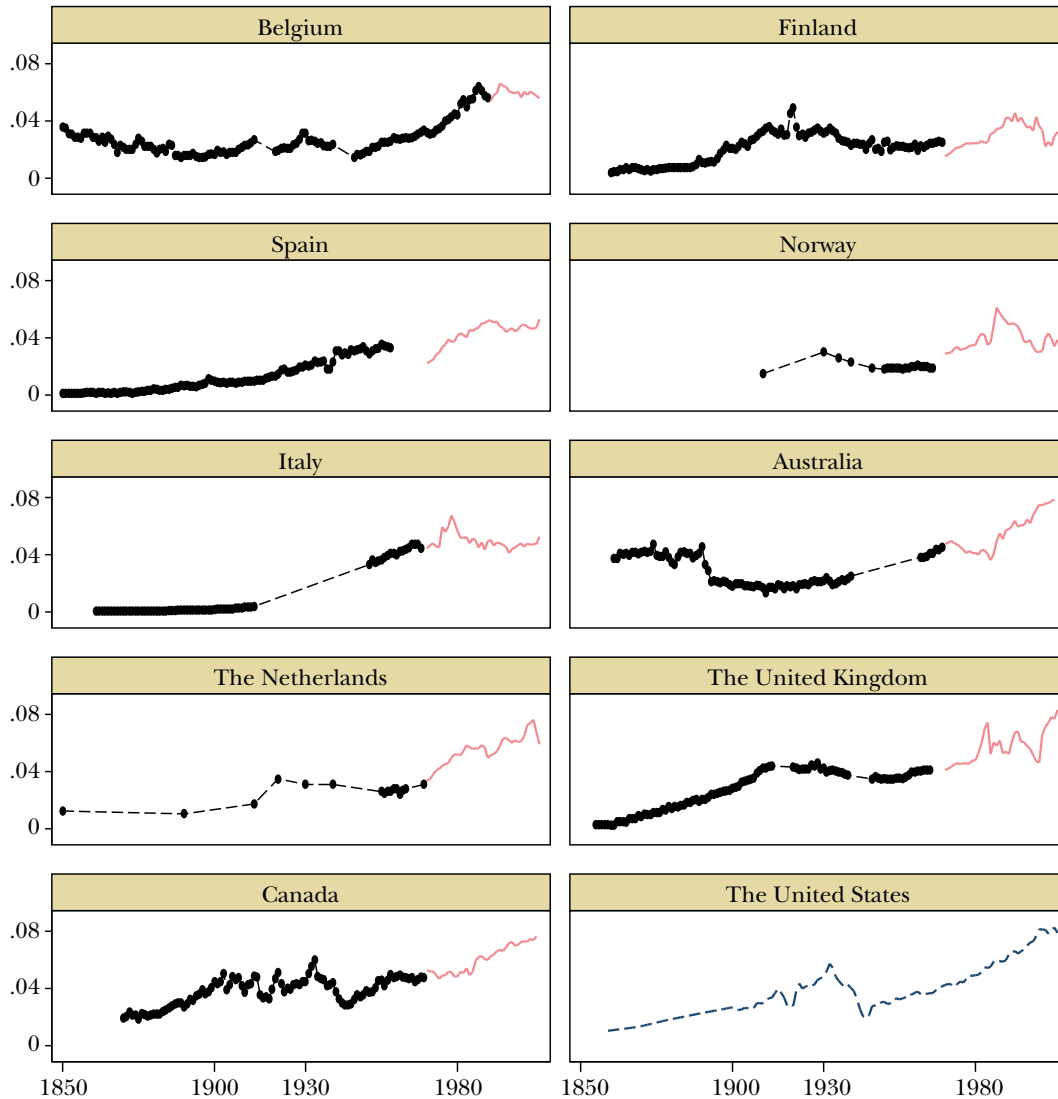 Belgium
Finland
.08
.04
0
Spain
Norway
.08
.04
0
Italy
Australia
.08
.04
0
The Netherlands
The United Kingdom
.08
.04
0
Canada
The United States
.08
.04
0
1850 1900 1930 1980
1850 1900 1930 1980